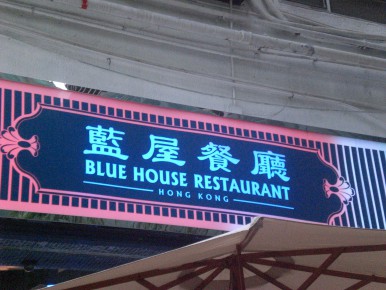 藍屋餐廳
BLUE HOUSE RESTAURANT
HONG KONG